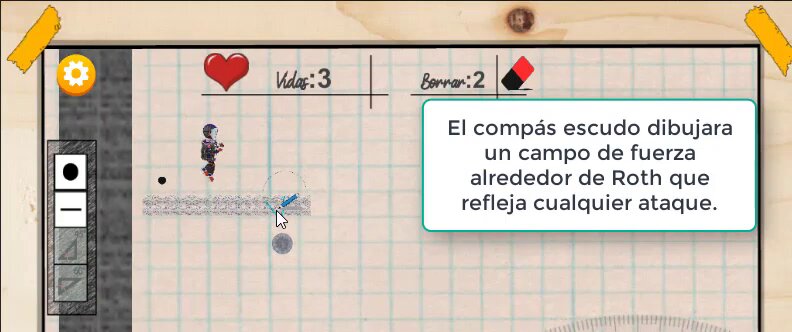 Vidas:3
Borrar:2
El compás escudo dibujara
un campo de fuerza
alrededor de Roth que
refleja cualquier ataque.